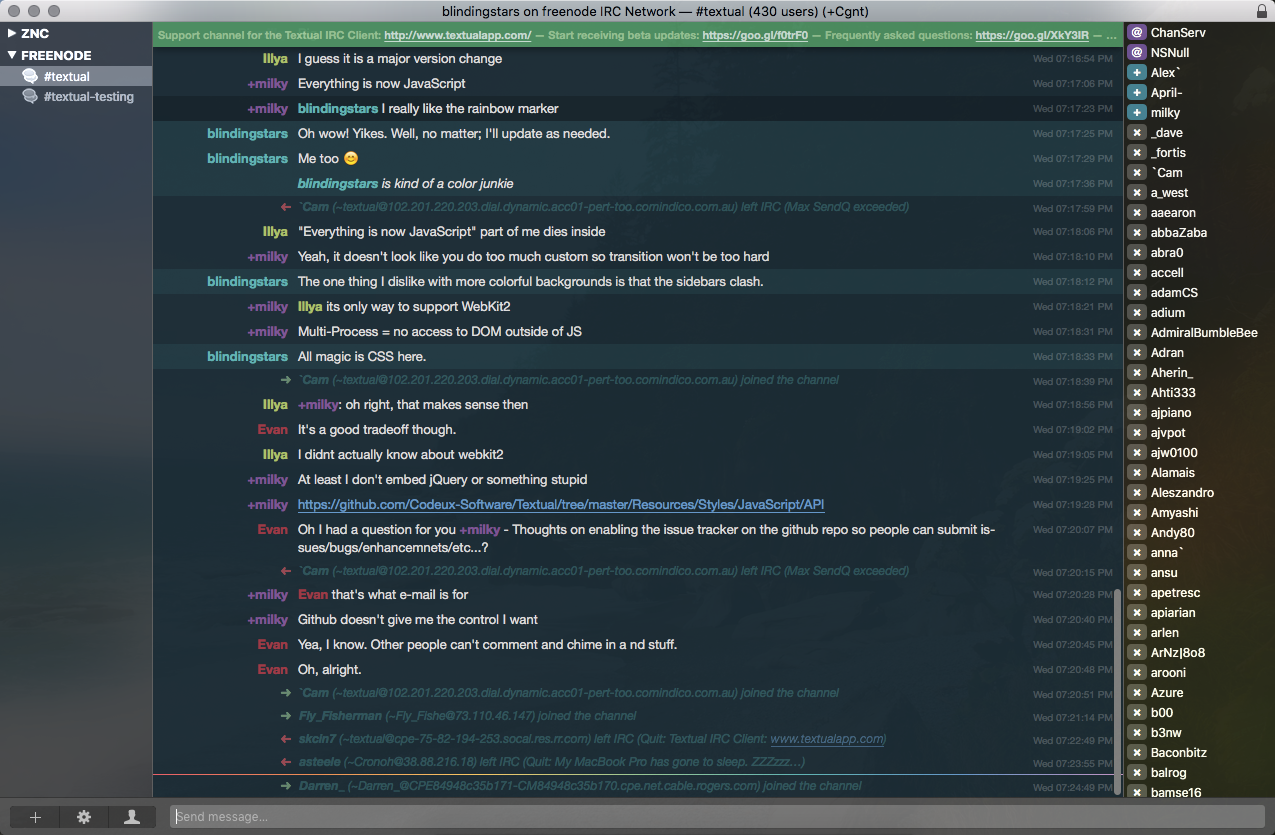 blindingstars on freenode IRC Network — #textual (430 users) (+Cgnt)
ZNC
FREENODE
#textual
#textual-testing
Support channel for the Textual IRC Client: http://www.textualapp.com/ — Start receiving beta updates: https://goo.gl/f0trF0 — Frequently asked questions: https://goo.gl/XkY3IR — ...
Illya I guess it is a major version change Wed 07:16:54 PM
+milky Everything is now JavaScript Wed 07:17:06 PM
+milky blindingstars I really like the rainbow marker Wed 07:17:23 PM
blindingstars Oh wow! Yikes. Well, no matter; I'll update as needed. Wed 07:17:25 PM
blindingstars Me too 😊 Wed 07:17:29 PM
blindingstars is kind of a color junkie Wed 07:17:36 PM
← `Cam (~textual@102.201.220.203.dial.dynamic.acc01-pert-too.comindico.com.au) left IRC (Max SendQ exceeded) Wed 07:17:59 PM
Illya "Everything is now JavaScript" part of me dies inside Wed 07:18:06 PM
+milky Yeah, it doesn't look like you do too much custom so transition won't be too hard Wed 07:18:10 PM
blindingstars The one thing I dislike with more colorful backgrounds is that the sidebars clash. Wed 07:18:12 PM
+milky Illya its only way to support WebKit2 Wed 07:18:21 PM
+milky Multi-Process = no access to DOM outside of JS Wed 07:18:31 PM
blindingstars All magic is CSS here. Wed 07:18:33 PM
→ `Cam (~textual@102.201.220.203.dial.dynamic.acc01-pert-too.comindico.com.au) joined the channel Wed 07:18:39 PM
Illya +milky: oh right, that makes sense then Wed 07:18:56 PM
Evan It's a good tradeoff though. Wed 07:19:02 PM
Illya I didnt actually know about webkit2 Wed 07:19:05 PM
+milky At least I don't embed jQuery or something stupid Wed 07:19:25 PM
+milky https://github.com/Codeux-Software/Textual/tree/master/Resources/Styles/JavaScript/API Wed 07:19:28 PM
Evan Oh I had a question for you +milky - Thoughts on enabling the issue tracker on the github repo so people can submit is- Wed 07:20:07 PM
sues/bugs/enhancemnets/etc...?
← `Cam (~textual@102.201.220.203.dial.dynamic.acc01-pert-too.comindico.com.au) left IRC (Max SendQ exceeded) Wed 07:20:15 PM
+milky Evan that's what e-mail is for Wed 07:20:28 PM
+milky Github doesn't give me the control I want Wed 07:20:40 PM
Evan Yea, I know. Other people can't comment and chime in a nd stuff. Wed 07:20:45 PM
Evan Oh, alright. Wed 07:20:48 PM
→ `Cam (~textual@102.201.220.203.dial.dynamic.acc01-pert-too.comindico.com.au) joined the channel Wed 07:20:51 PM
→ Fly_Fisherman (~Fly_Fishe@73.110.46.147) joined the channel Wed 07:21:14 PM
← skcin7 (~textual@cpe-75-82-194-253.socal.res.rr.com) left IRC (Quit: Textual IRC Client: www.textualapp.com) Wed 07:22:49 PM
← asteele (~Cronoh@38.88.216.18) left IRC (Quit: My MacBook Pro has gone to sleep. ZZZzzz…) Wed 07:23:55 PM
→ Darren_ (~Darren_@CPE84948c35b171-CM84948c35b170.cpe.net.cable.rogers.com) joined the channel Wed 07:24:49 PM
Send message...
@ ChanServ
@ NSNull
+ Alex`
+ April-
+ milky
× _dave
× _fortis
× `Cam
× a_west
× aaearon
× abbaZaba
× abra0
× accell
× adamCS
× adium
× AdmiralBumbleBee
× Adran
× Aherin_
× Ahti333
× ajpiano
× ajvpot
× ajw0100
× Alamais
× Aleszandro
× Amyashi
× Andy80
× anna`
× ansu
× apetresc
× apiarian
× arlen
× ArNz|8o8
× arooni
× Azure
× b00
× b3nw
× Baconbitz
× balrog
× bamse16